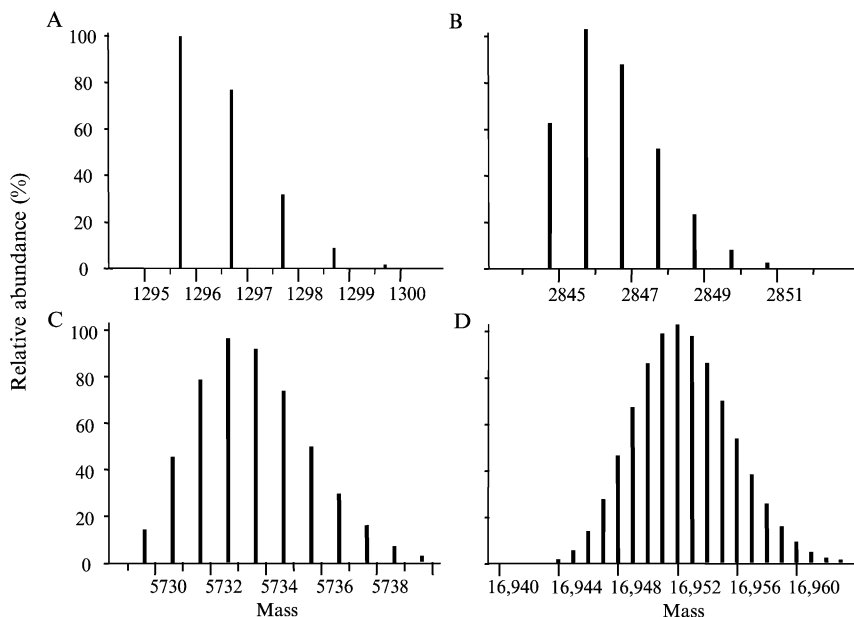 A
B
Relative abundance (%)
100
80
60
40
20
0
1295 1296 1297 1298 1299 1300
2845 2847 2849 2851
C
D
100
80
60
40
20
0
5730 5732 5734 5736 5738
16,940 16,944 16,948 16,952 16,956 16,960
Mass
Mass